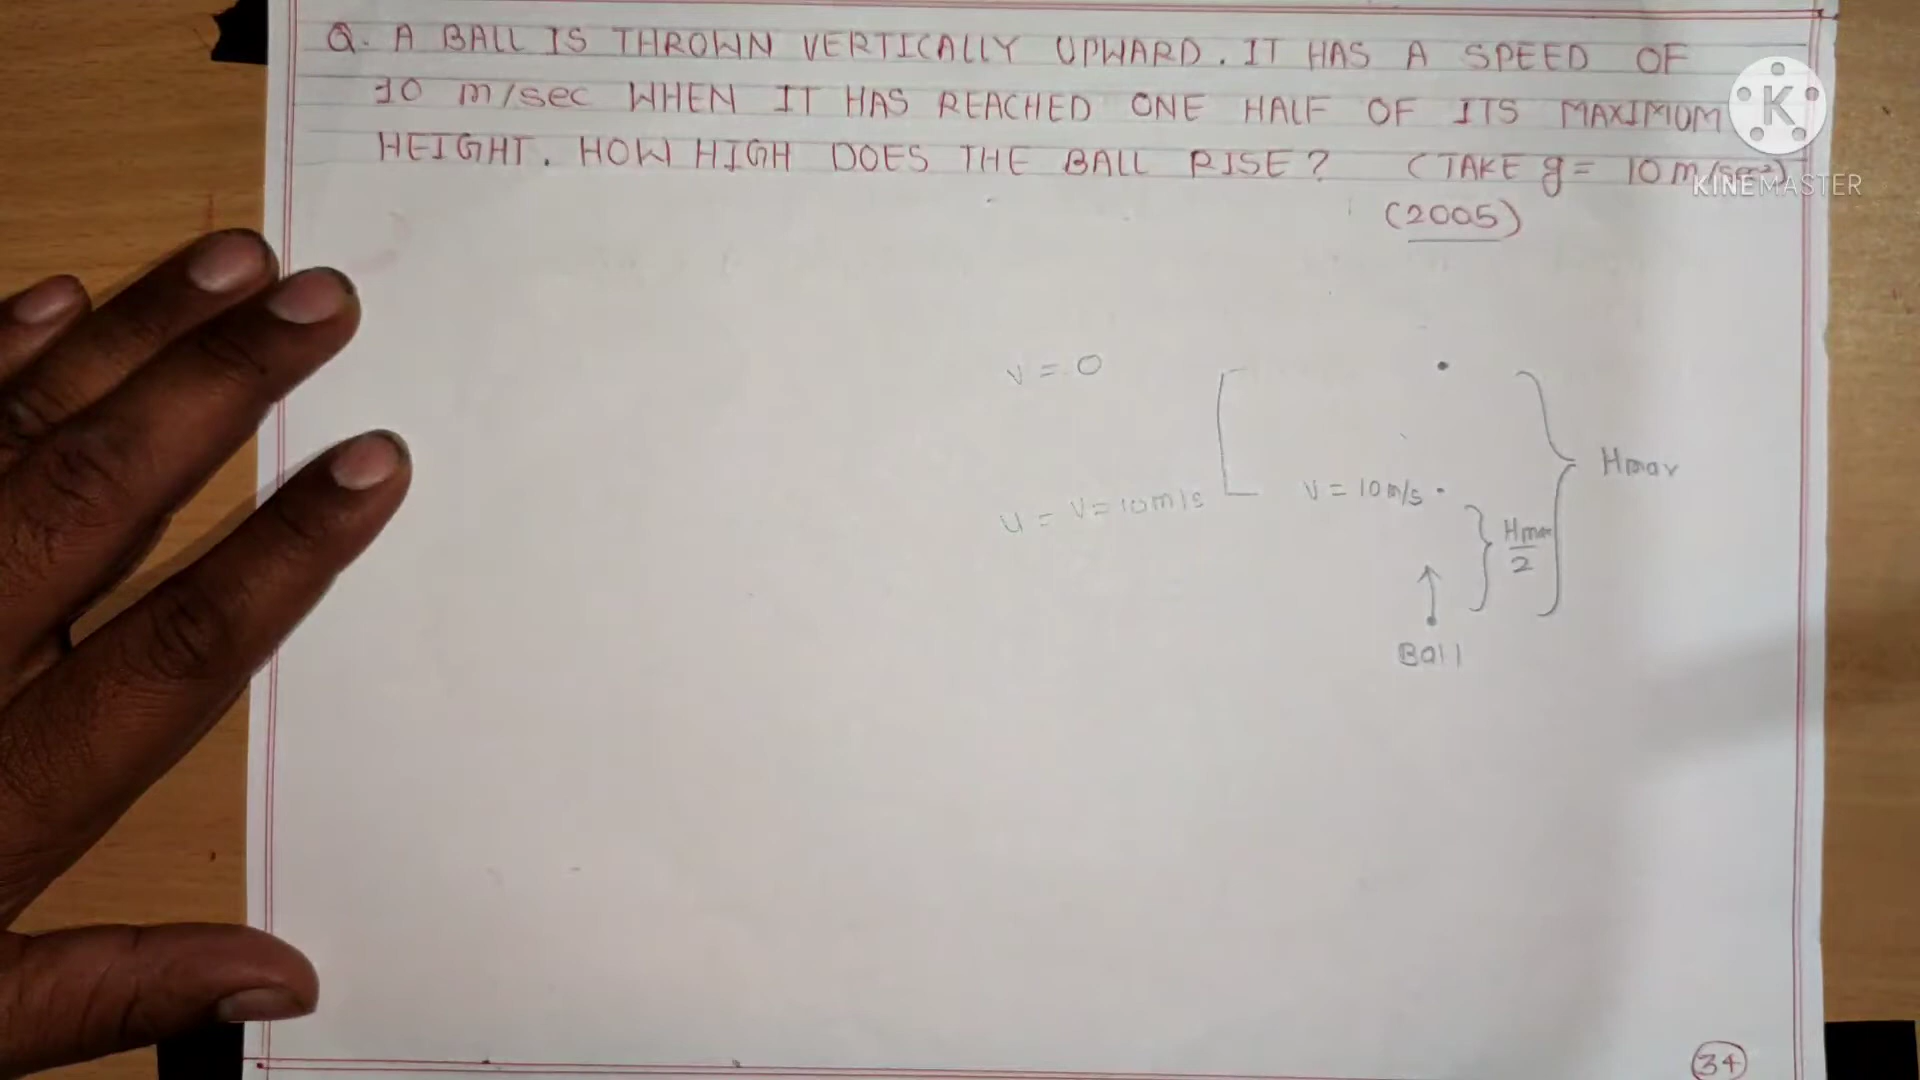 Q. A BALL IS THROWN VERTICALLY UPWARD. IT HAS A SPEED OF
10 m/sec WHEN IT HAS REACHED ONE HALF OF ITS MAXIMUM
HEIGHT. HOW HIGH DOES THE BALL RISE? (TAKE g = 10 m/sec²)
(2005)
K
KINEMASTER
V = 0
Hmax
u = V = 10m/s
V = 10m/s
Hmax/2
Ball
34